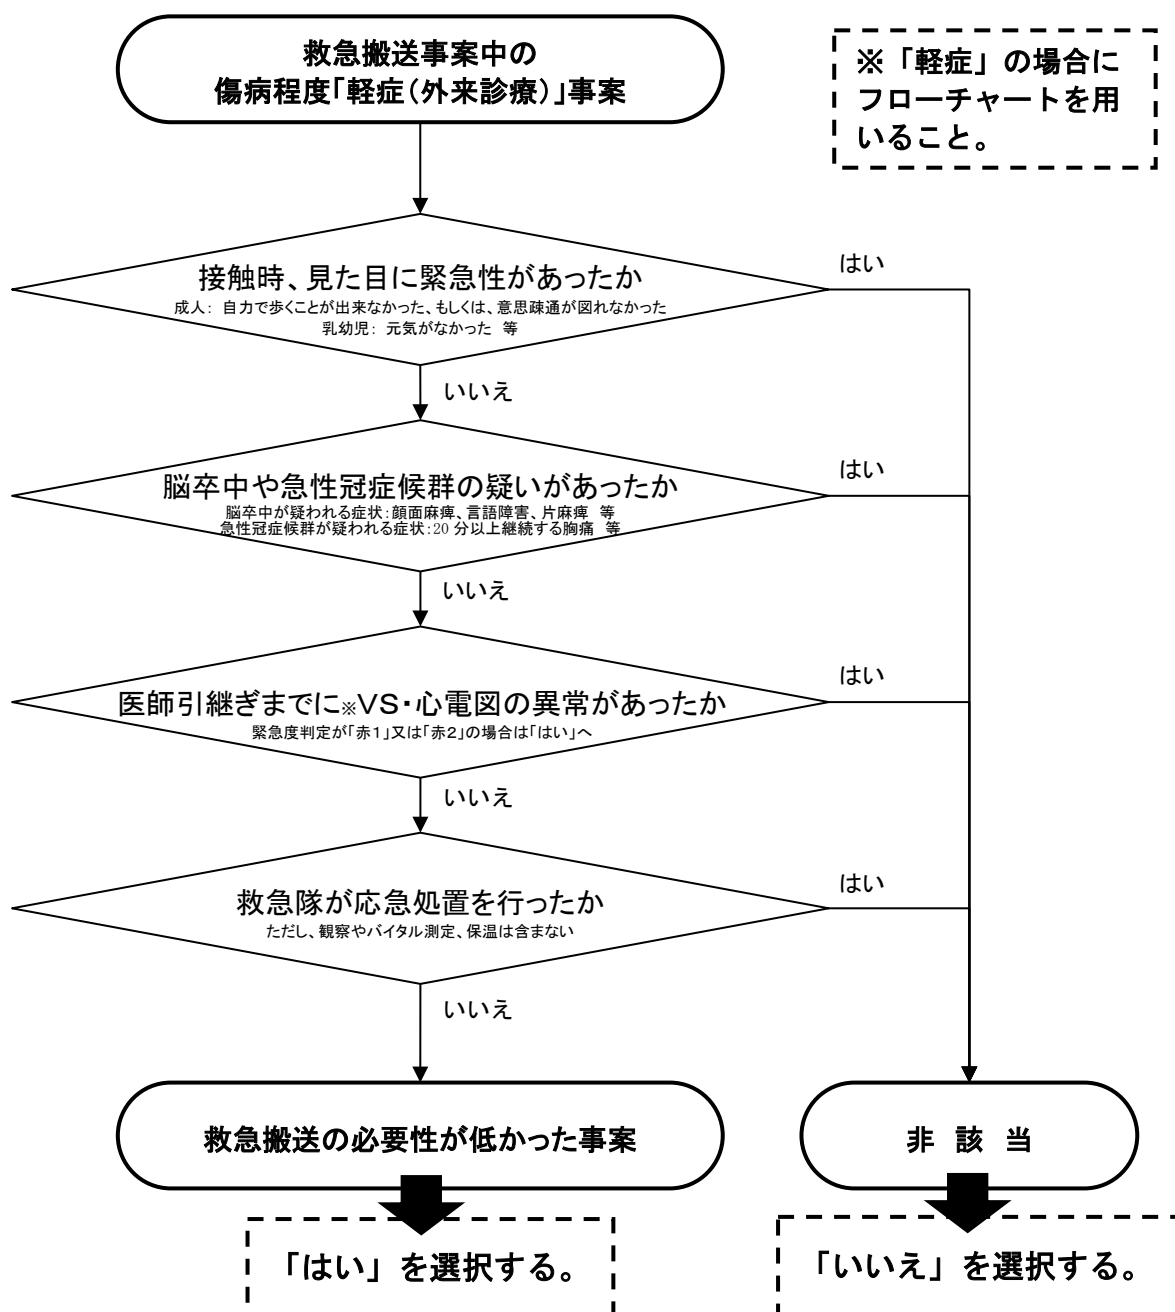 救急搬送事案中の
傷病程度「軽症(外来診療)」事案
※「軽症」の場合に
フローチャートを用
いること。
接触時、見た目に緊急性があったか
成人: 自力で歩くことが出来なかった、もしくは、意思疎通が図れなかった
乳幼児: 元気がなかった 等
はい
いいえ
脳卒中や急性冠症候群の疑いがあったか
脳卒中が疑われる症状:顔面麻痺、言語障害、片麻痺 等
急性冠症候群が疑われる症状:20 分以上継続する胸痛 等
はい
いいえ
医師引継ぎまでに※VS・心電図の異常があったか
緊急度判定が「赤1」又は「赤2」の場合は「はい」へ
はい
いいえ
救急隊が応急処置を行ったか
ただし、観察やバイタル測定、保温は含まない
はい
いいえ
救急搬送の必要性が低かった事案
非 該 当
「はい」を選択する。
「いいえ」を選択する。